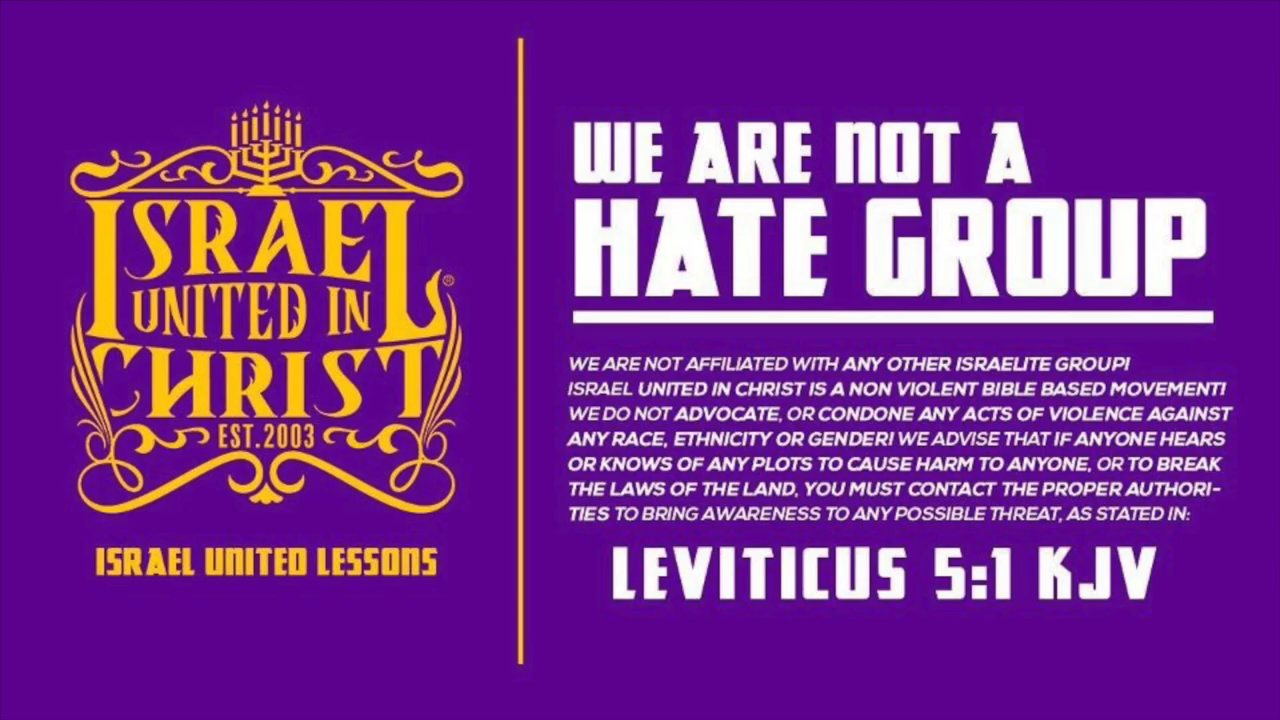 ISRAEL
UNITED IN
CHRIST
EST.2003
ISRAEL UNITED LESSONS
WE ARE NOT A
HATE GROUP
WE ARE NOT AFFILIATED WITH ANY OTHER ISRAELITE GROUP!
ISRAEL UNITED IN CHRIST IS A NON VIOLENT BIBLE BASED MOVEMENT!
WE DO NOT ADVOCATE, OR CONDONE ANY ACTS OF VIOLENCE AGAINST
ANY RACE, ETHNICITY OR GENDER! WE ADVISE THAT IF ANYONE HEARS
OR KNOWS OF ANY PLOTS TO CAUSE HARM TO ANYONE, OR TO BREAK
THE LAWS OF THE LAND, YOU MUST CONTACT THE PROPER AUTHORI-
TIES TO BRING AWARENESS TO ANY POSSIBLE THREAT, AS STATED IN:
LEVITICUS 5:1 KJV